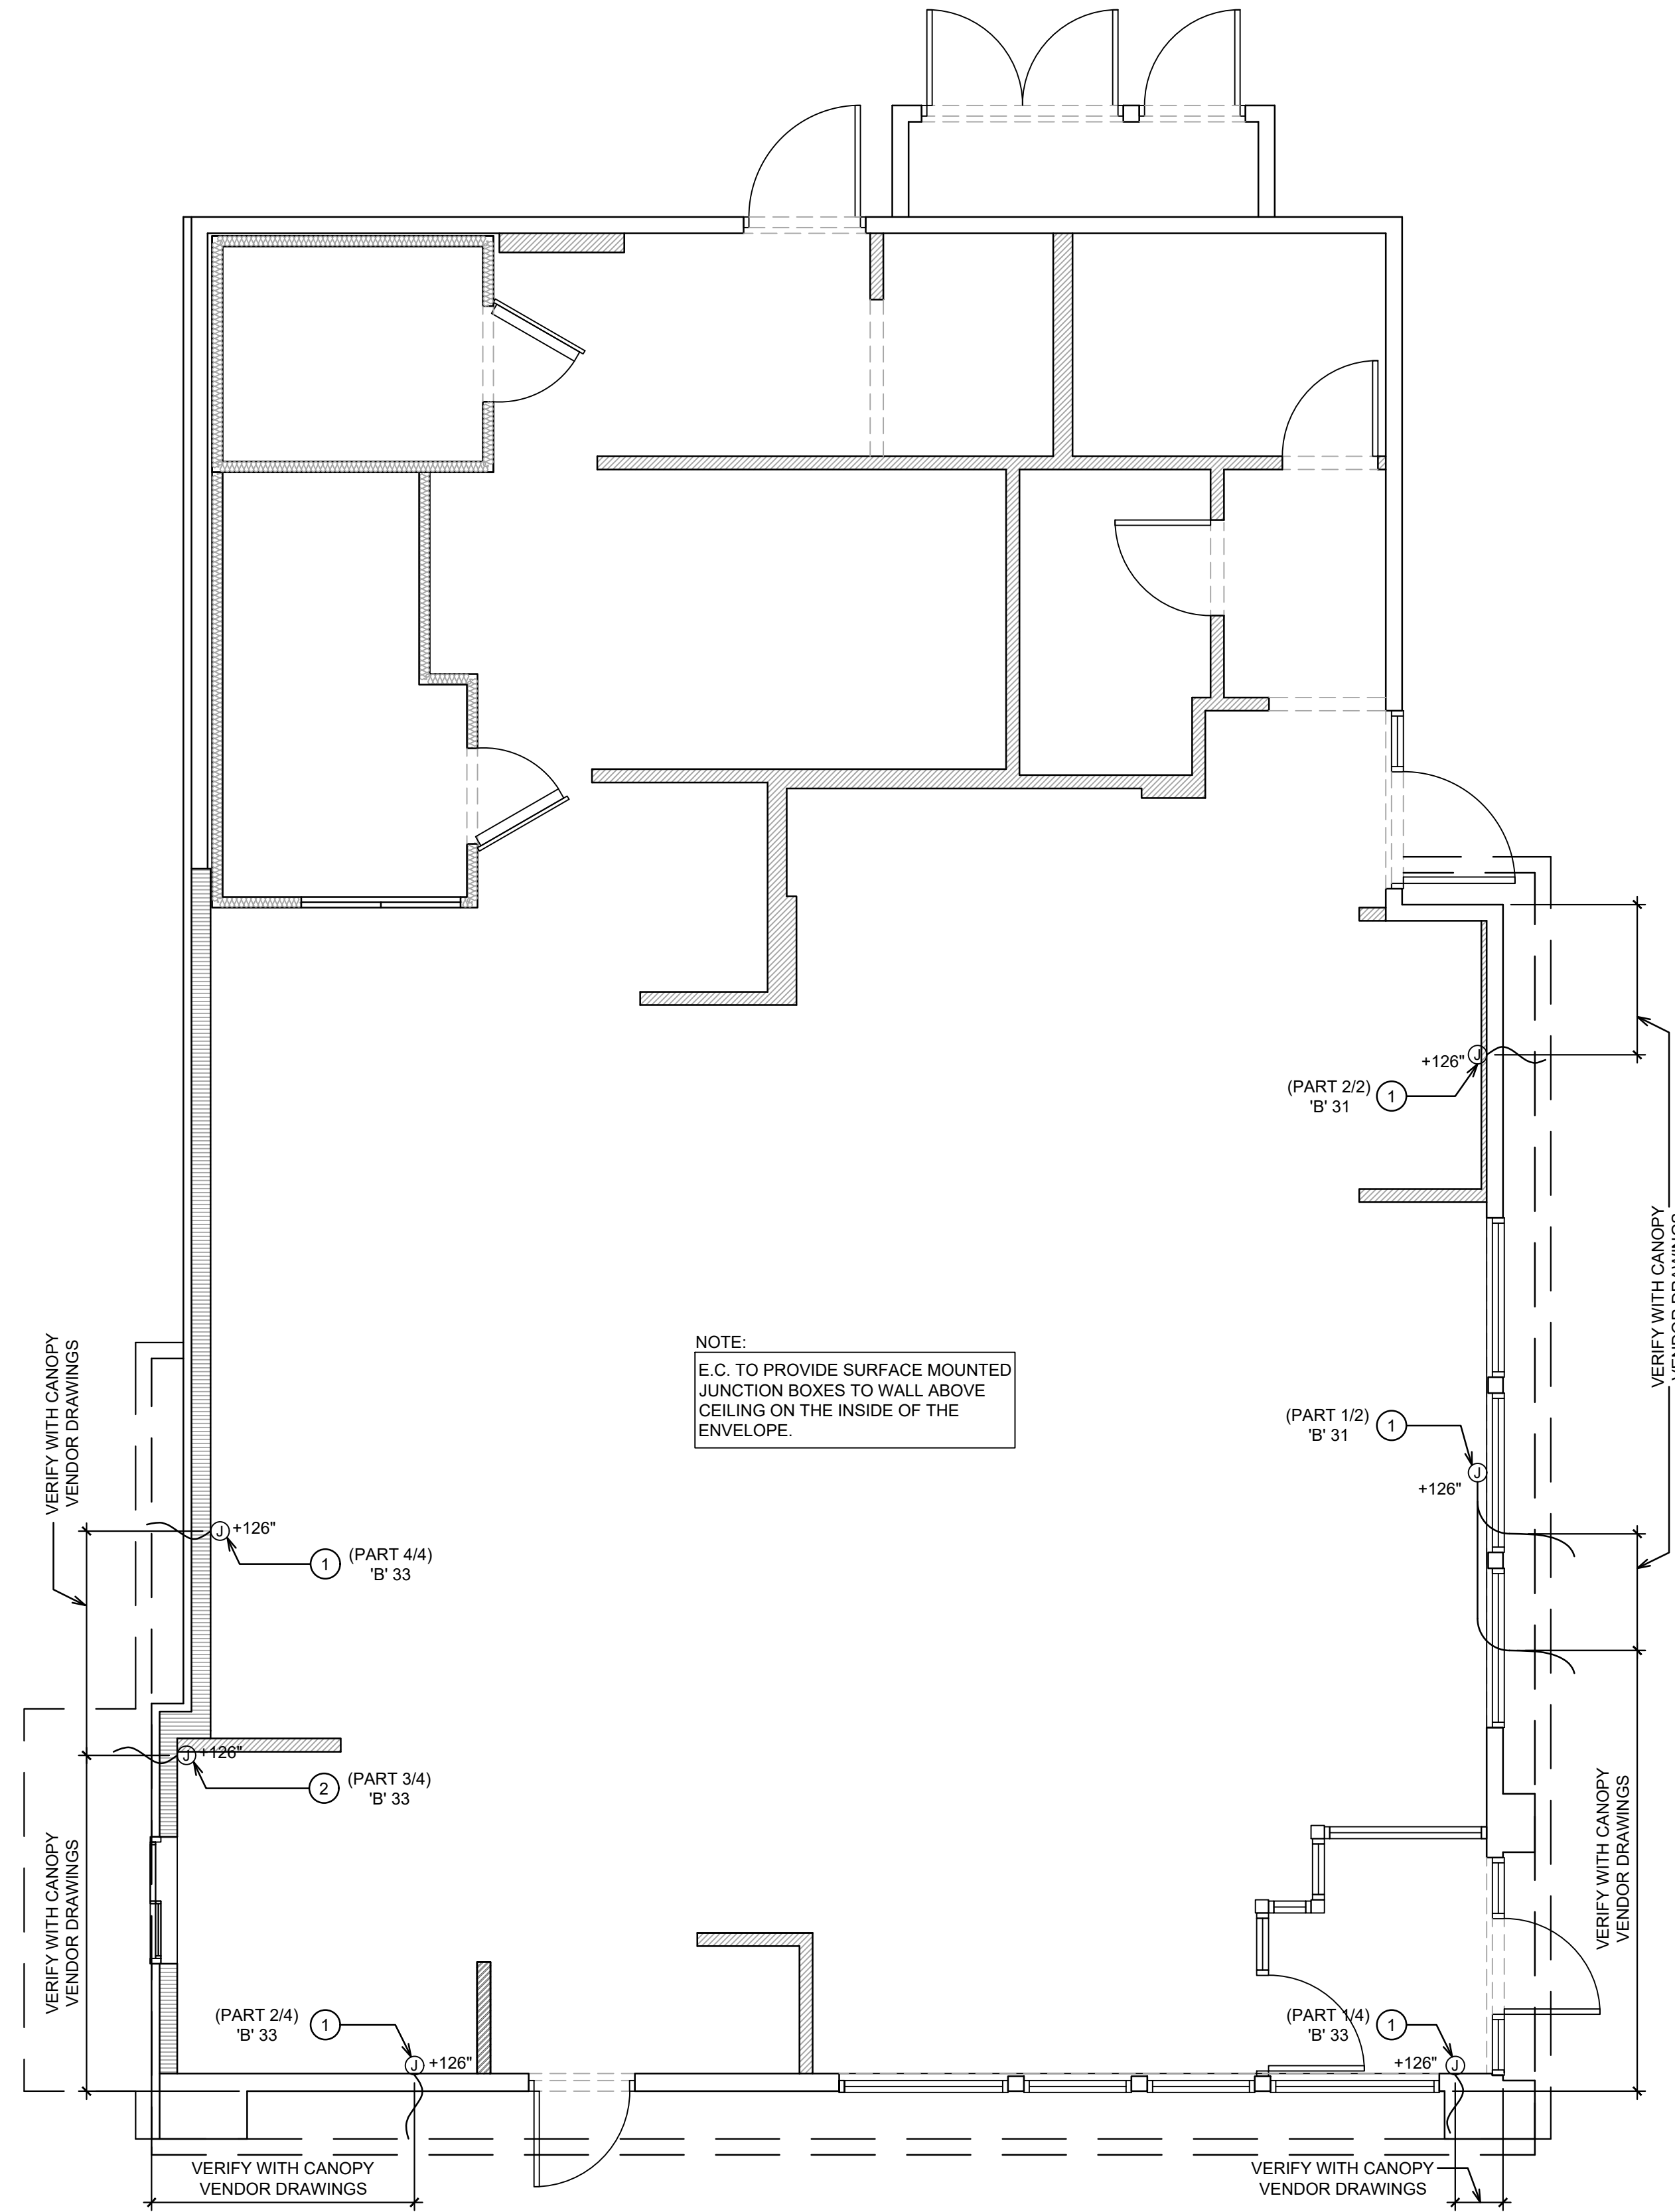 +126"
J
(PART 2/2)
'B' 31
1
VERIFY WITH CANOPY
VENDOR DRAWINGS
NOTE:
E.C. TO PROVIDE SURFACE MOUNTED
JUNCTION BOXES TO WALL ABOVE
CEILING ON THE INSIDE OF THE
ENVELOPE.
VERIFY WITH CANOPY
VENDOR DRAWINGS
(PART 1/2)
'B' 31
1
J
+126"
J
+126"
1
(PART 4/4)
'B' 33
J
+126"
2
(PART 3/4)
'B' 33
VERIFY WITH CANOPY
VENDOR DRAWINGS
VERIFY WITH CANOPY
VENDOR DRAWINGS
(PART 2/4)
'B' 33
1
J
+126"
(PART 1/4)
'B' 33
1
+126"
J
VERIFY WITH CANOPY
VENDOR DRAWINGS
VERIFY WITH CANOPY
VENDOR DRAWINGS